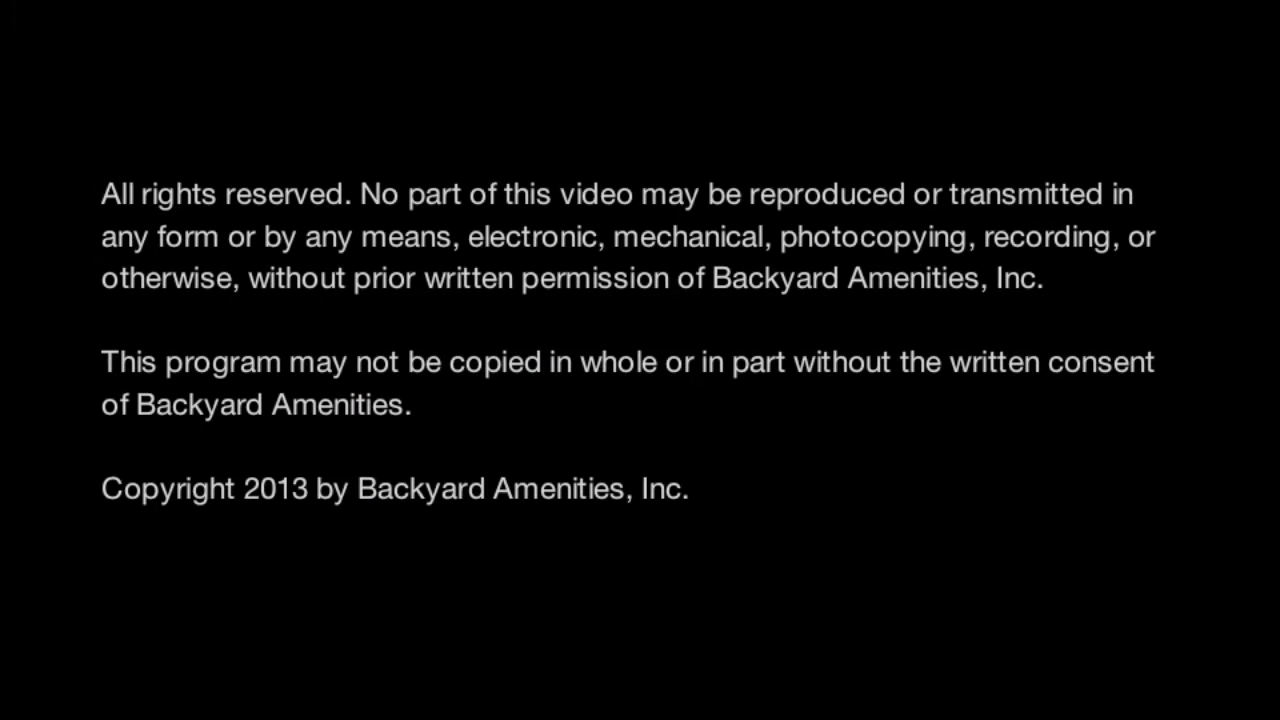 All rights reserved. No part of this video may be reproduced or transmitted in
any form or by any means, electronic, mechanical, photocopying, recording, or
otherwise, without prior written permission of Backyard Amenities, Inc.
This program may not be copied in whole or in part without the written consent
of Backyard Amenities.
Copyright 2013 by Backyard Amenities, Inc.